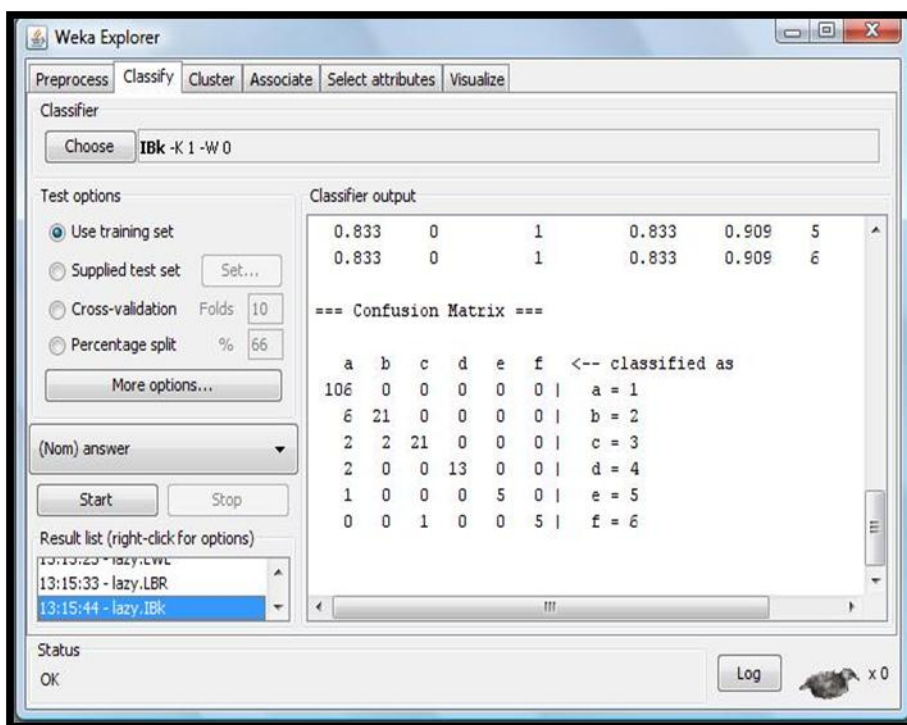 Weka Explorer
Preprocess Classify Cluster Associate Select attributes Visualize
Classifier
Choose IBk -K 1 -W 0
Test options
Use training set
Supplied test set Set...
Cross-validation Folds 10
Percentage split % 66
More options...
(Nom) answer
Start Stop
Result list (right-click for options)
13:15:23 - lazy.LWL
13:15:33 - lazy.LBR
13:15:44 - lazy.IBk
Classifier output
0.833 0 1 0.833 0.909 5
0.833 0 1 0.833 0.909 6
=== Confusion Matrix ===
a b c d e f <-- classified as
106 0 0 0 0 0 | a = 1
6 21 0 0 0 0 | b = 2
2 2 21 0 0 0 | c = 3
2 0 0 13 0 0 | d = 4
1 0 0 0 5 0 | e = 5
0 0 1 0 0 5 | f = 6
Status
OK
Log x 0